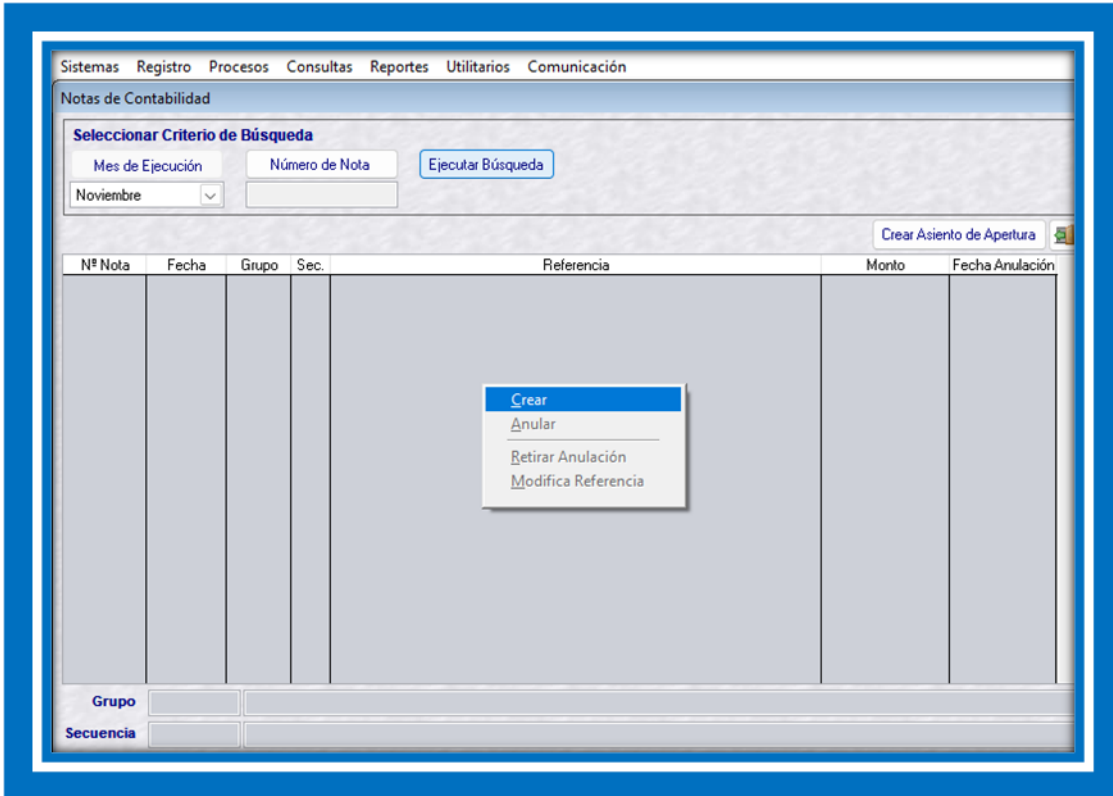 Sistemas Registro Procesos Consultas Reportes Utilitarios Comunicación
Notas de Contabilidad
Seleccionar Criterio de Búsqueda
Mes de Ejecución Número de Nota Ejecutar Búsqueda
Noviembre
Crear Asiento de Apertura
Nº Nota Fecha Grupo Sec. Referencia Monto Fecha Anulación
Crear
Anular
Retirar Anulación
Modifica Referencia
Grupo
Secuencia